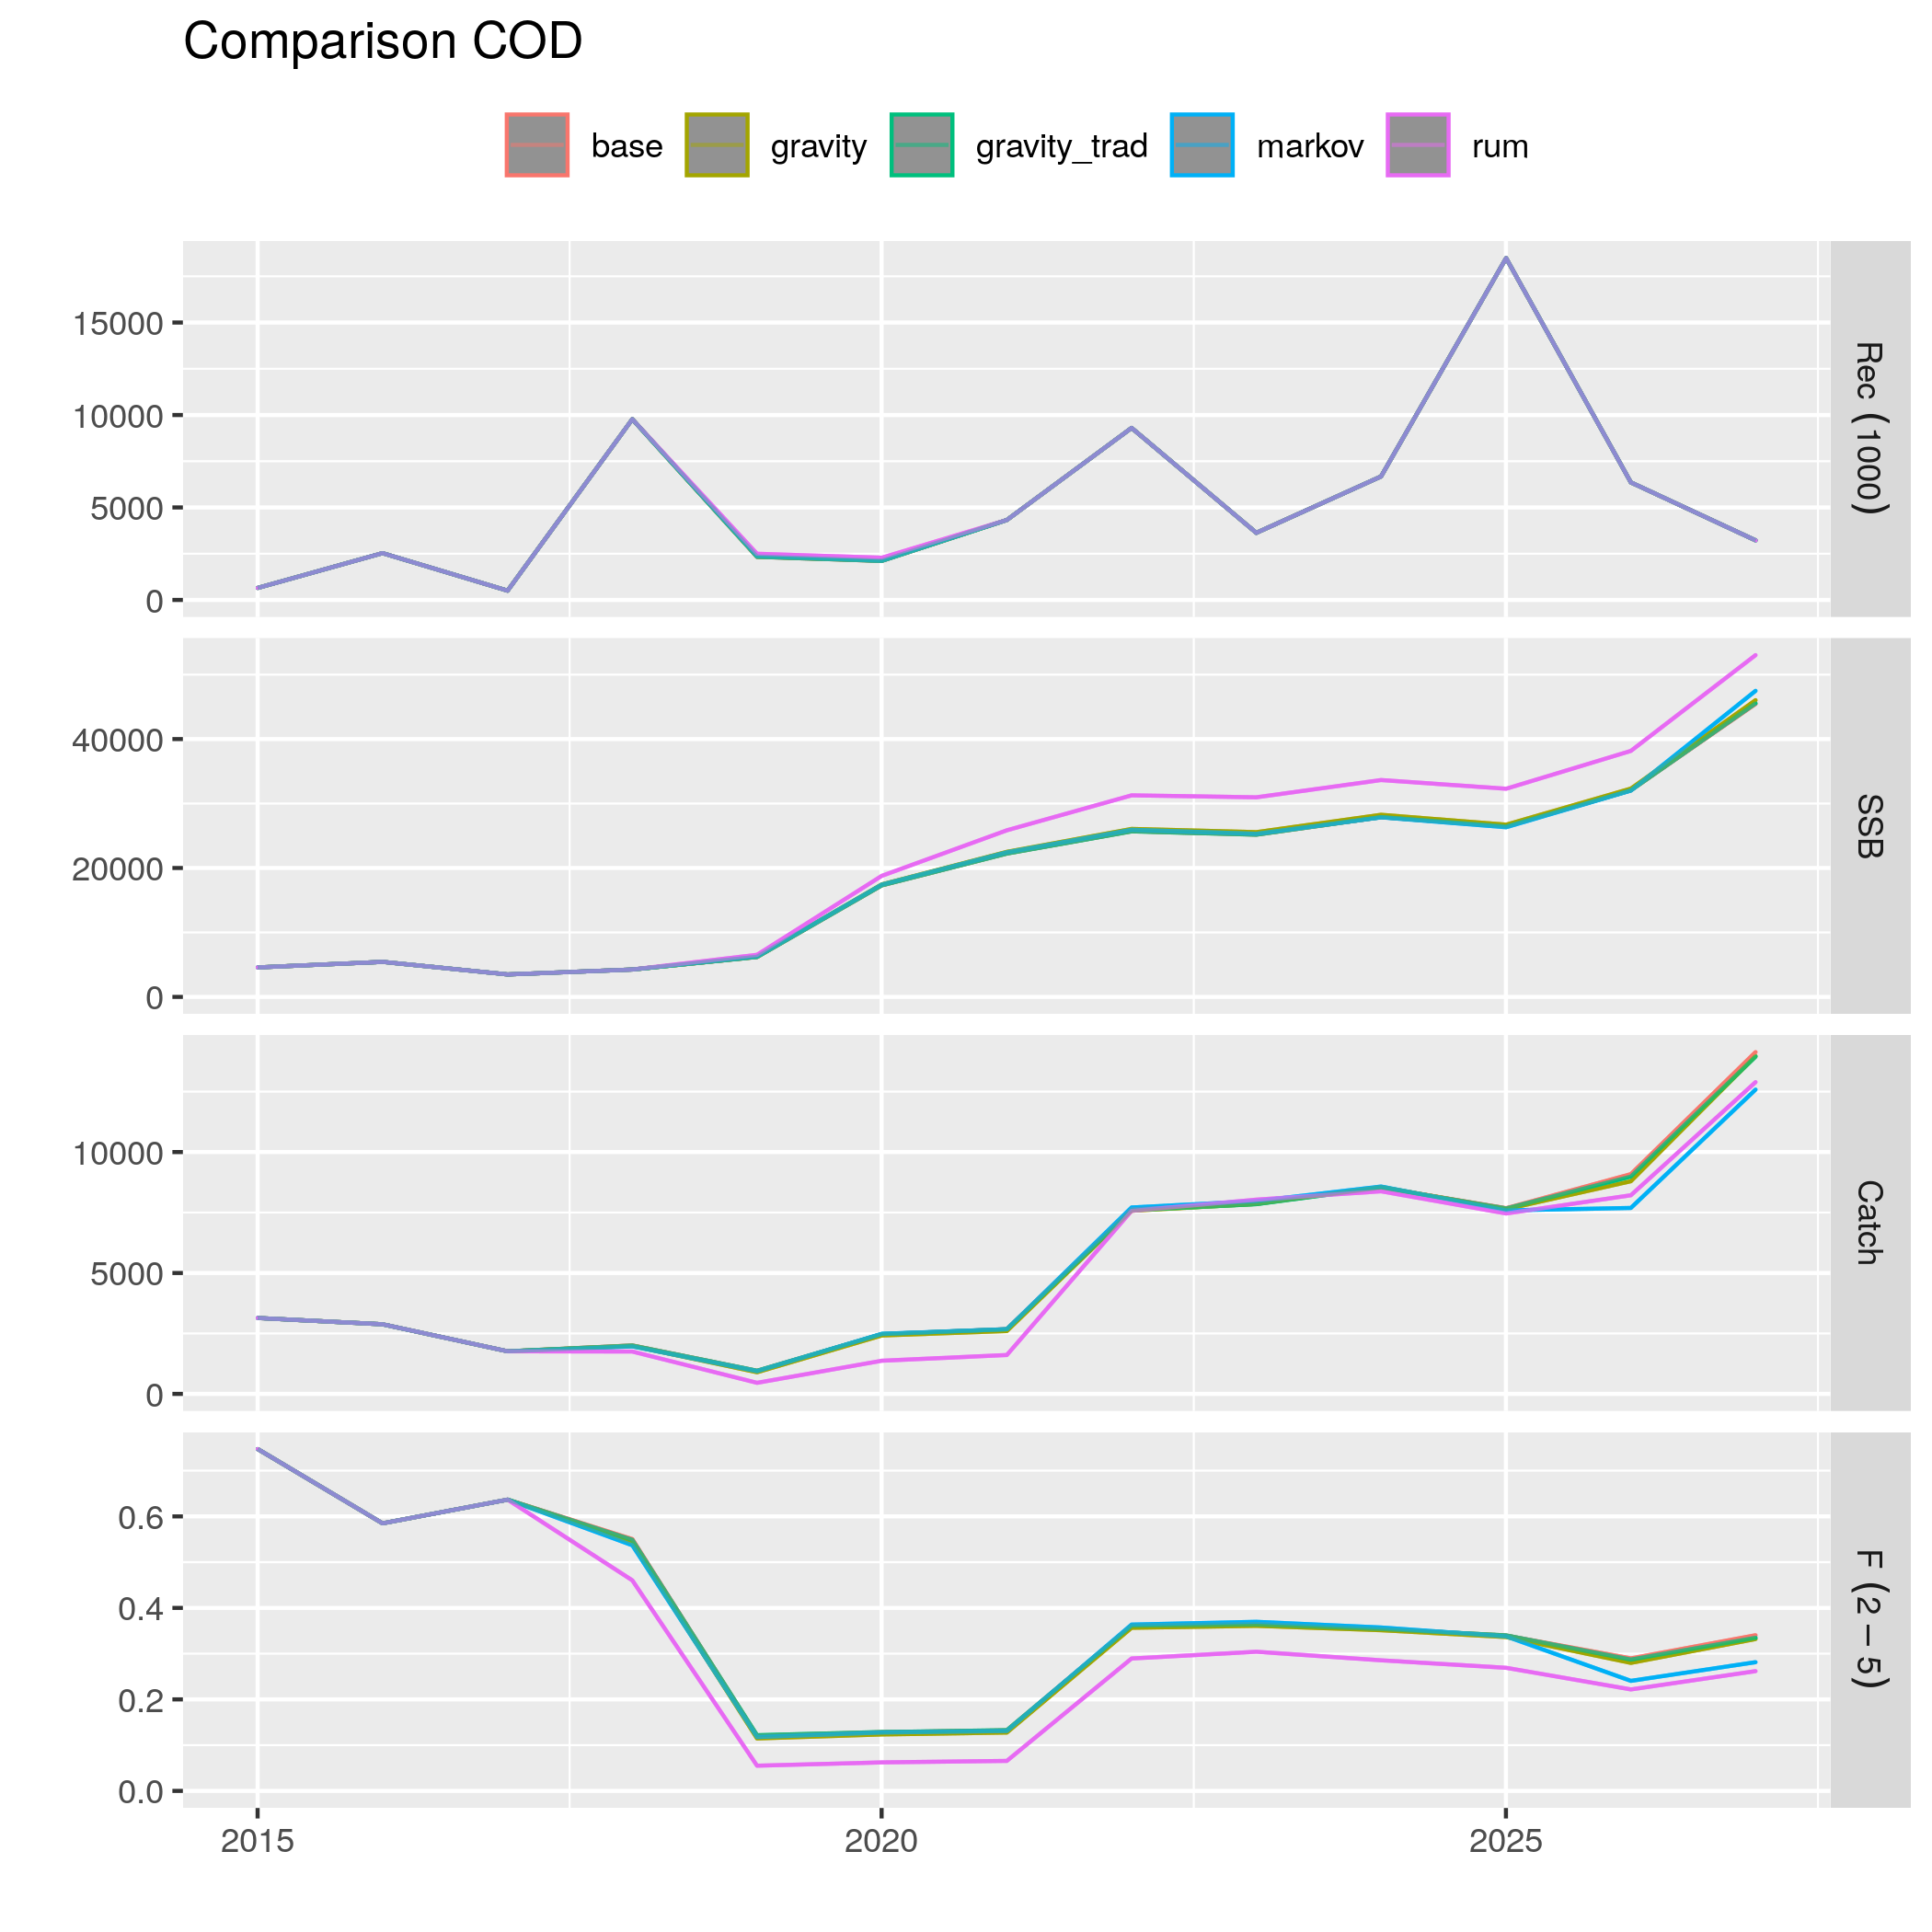 Comparison COD
base gravity gravity_trad markov rum
15000
10000
5000
0
Rec (1000)
40000
20000
0
SSB
10000
5000
0
Catch
0.6
0.4
0.2
0.0
F (2 − 5)
2015 2020 2025